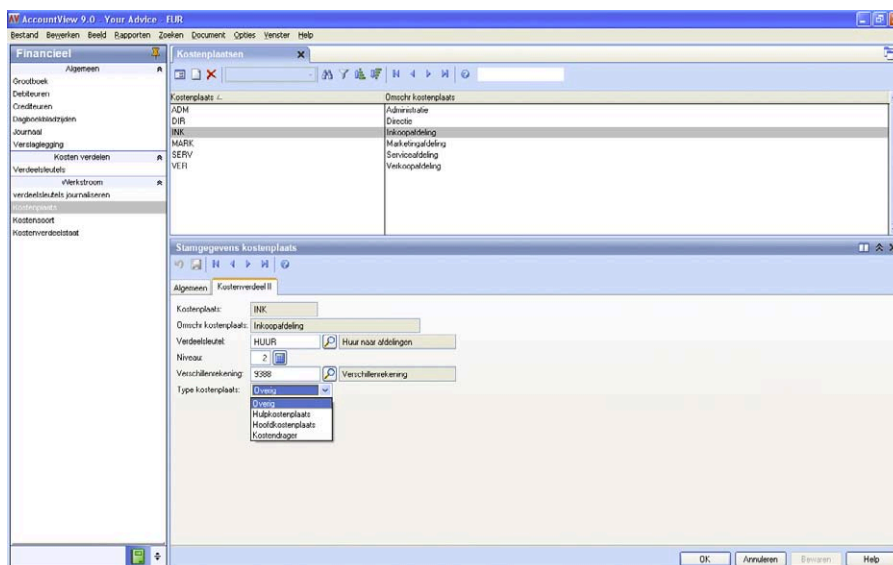 AccountView 9.0 - Your Advice - EUR
Bestand Bewerken Beeld Rapporten Zoeken Document Opties Venster Help
Financieel
Algemeen
Grootboek
Debiteuren
Crediteuren
Dagboekbladzijden
Journaal
Verslaglegging
Kosten verdelen
Verdeelsleutels
Werkstroom
verdeelsleutels journaliseren
Kostenplaats
Kostensoort
Kostenverdeelstaat
Kostenplaatsen
Kostenplaats Omschr kostenplaats
ADM Administratie
DIR Directie
INK Inkoopafdeling
MARK Marketingafdeling
SERV Serviceafdeling
VER Verkoopafdeling
Stamgegevens kostenplaats
Algemeen Kostenverdeel II
Kostenplaats: INK
Omschr kostenplaats: Inkoopafdeling
Verdeelsleutel: HUUR Huur naar afdelingen
Niveau: 2
Verschillenrekening: 9388 Verschillenrekening
Type kostenplaats: Overig
Overig
Hulpkostenplaats
Hoofdkostenplaats
Kostendrager
OK Annuleren Bewaren Help